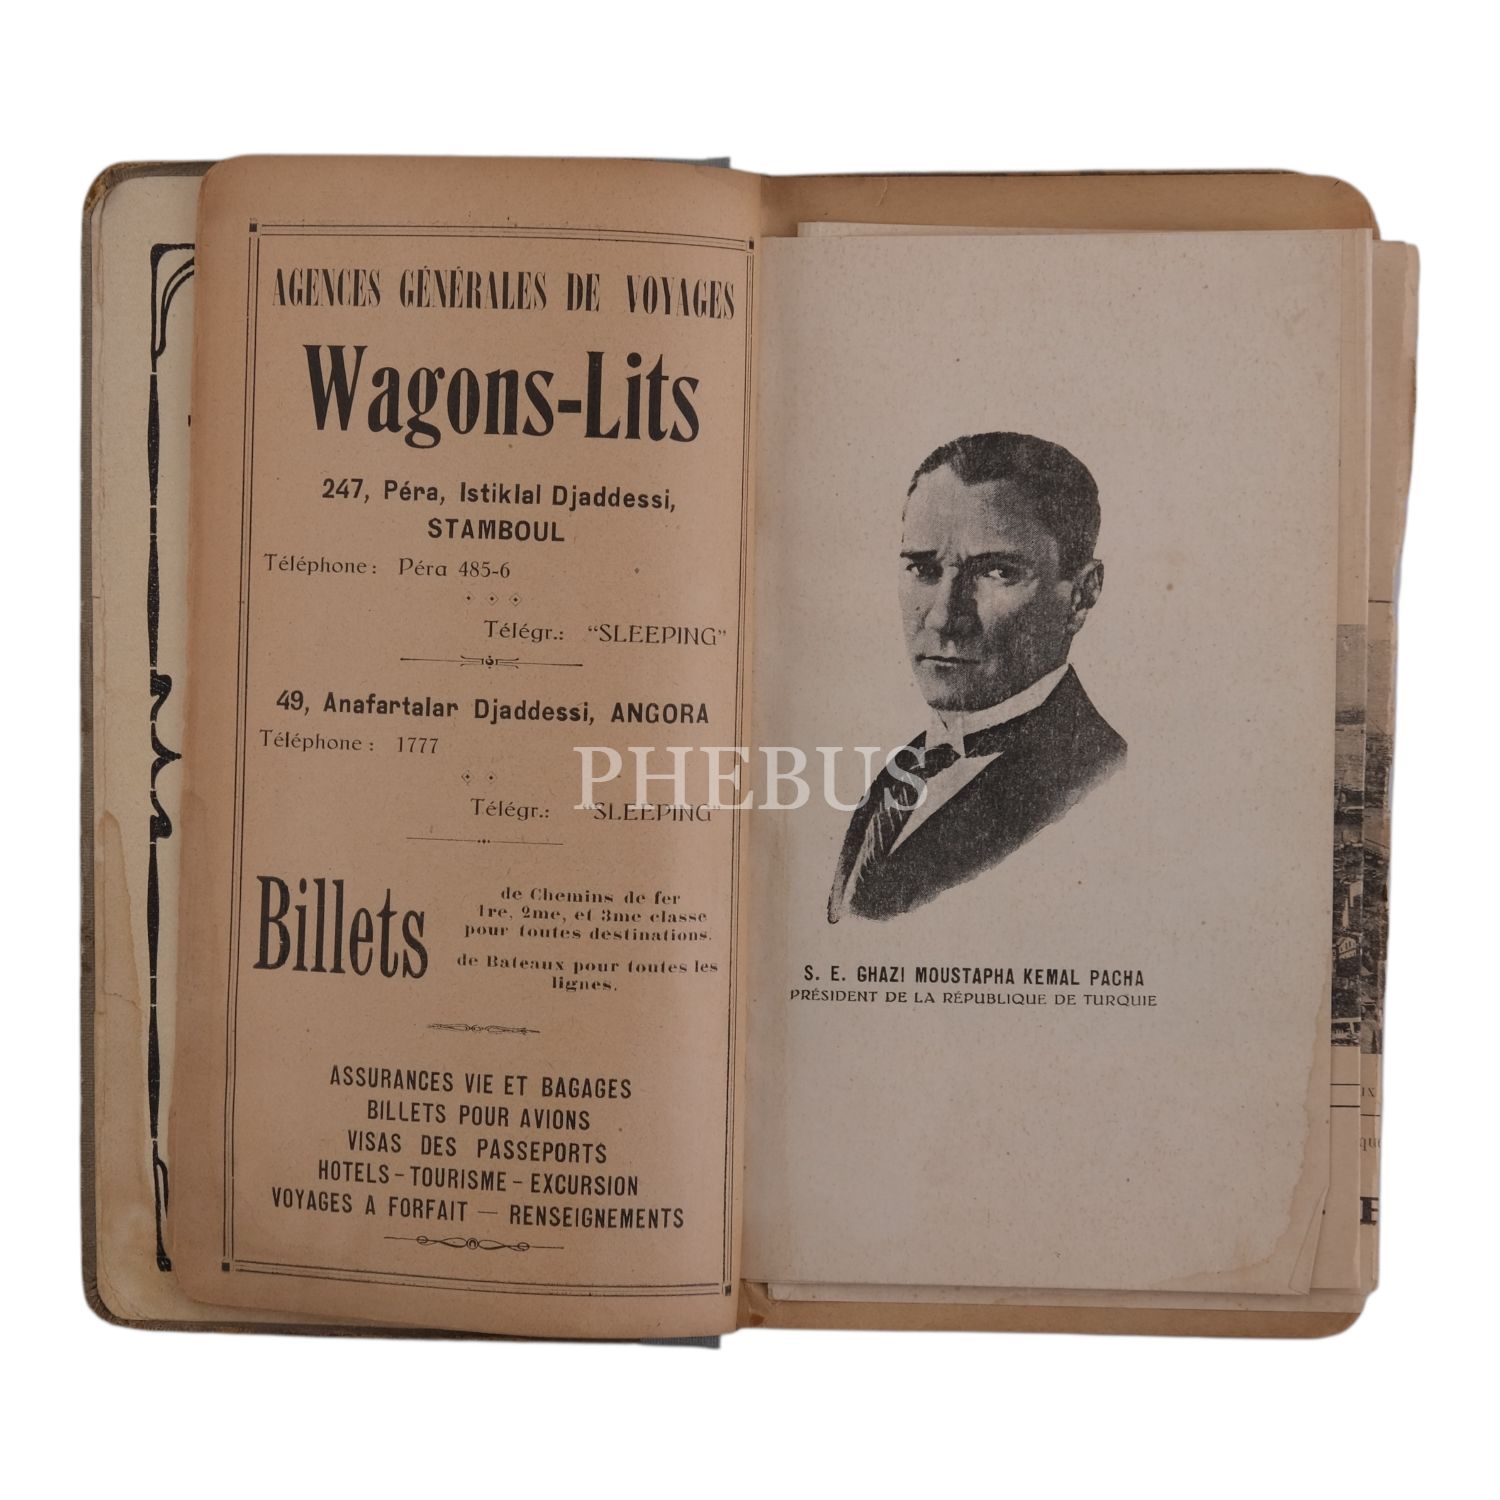 AGENCES GÉNÉRALES DE VOYAGES
Wagons-Lits
247, Péra, Istiklal Djaddessi,
STAMBOUL
Téléphone: Péra 485-6
Télégr.: “SLEEPING”
49, Anafartalar Djaddessi, ANGORA
Téléphone: 1777
Télégr.: “SLEEPING”
Billets
de Chemins de fer
1re, 2me, et 3me classe
pour toutes destinations.
de Bateaux pour toutes les
lignes.
ASSURANCES VIE ET BAGAGES
BILLETS POUR AVIONS
VISAS DES PASSEPORTS
HOTELS - TOURISME - EXCURSION
VOYAGES A FORFAIT — RENSEIGNEMENTS
PHEBUS
S. E. GHAZI MOUSTAPHA KEMAL PACHA
PRÉSIDENT DE LA RÉPUBLIQUE DE TURQUIE